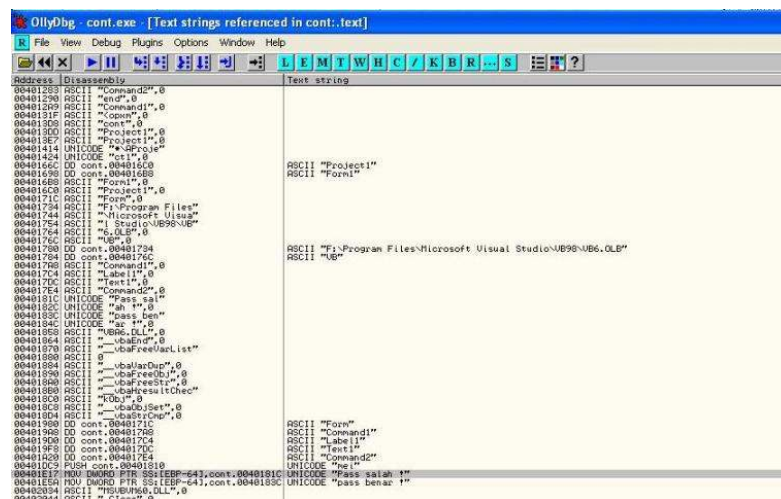 OllyDbg - cont.exe - [Text strings referenced in cont:.text]
R File View Debug Plugins Options Window Help
L E M T W H C / K B R ... S ?
Address Disassembly Text string
00401283 ASCII "Command2",0
00401290 ASCII "end",0
004012A9 ASCII "Command1",0
0040131F ASCII "<opxm",0
004013D8 ASCII "cont",0
004013DD ASCII "Project1",0
004013E7 ASCII "Project1",0
00401414 UNICODE "*\AProje"
00401424 UNICODE "ct1",0
0040166C DD cont.004016C0 ASCII "Project1"
00401698 DD cont.004016B8 ASCII "Form1"
004016B8 ASCII "Form1",0
004016C0 ASCII "Project1",0
0040171C ASCII "Form",0
00401734 ASCII "F:\Program Files"
00401744 ASCII "\Microsoft Visua"
00401754 ASCII "l Studio\VB98\VB"
00401764 ASCII "6.OLB",0
0040176C ASCII "VB",0
00401780 DD cont.00401734 ASCII "F:\Program Files\Microsoft Visual Studio\VB98\VB6.OLB"
00401784 DD cont.0040176C ASCII "VB"
004017A8 ASCII "Command1",0
004017C4 ASCII "Label1",0
004017DC ASCII "Text1",0
004017E4 ASCII "Command2",0
0040181C UNICODE "Pass sal"
0040182C UNICODE "ah !",0
0040183C UNICODE "pass ben"
0040184C UNICODE "ar !",0
00401858 ASCII "VBA6.DLL",0
00401864 ASCII "__vbaEnd",0
00401870 ASCII "__vbaFreeVarList"
00401880 ASCII 0
00401884 ASCII "__vbaVarDup",0
00401890 ASCII "__vbaFreeObj",0
004018A0 ASCII "__vbaFreeStr",0
004018B0 ASCII "__vbaHresultChec"
004018C0 ASCII "kObj",0
004018C8 ASCII "__vbaObjSet",0
004018D4 ASCII "__vbaStrCmp",0
00401980 DD cont.0040171C ASCII "Form"
004019A8 DD cont.004017A8 ASCII "Command1"
004019D0 DD cont.004017C4 ASCII "Label1"
004019F8 DD cont.004017DC ASCII "Text1"
00401A20 DD cont.004017E4 ASCII "Command2"
00401DC9 PUSH cont.00401810 UNICODE "mei"
00401E17 MOV DWORD PTR SS:[EBP-64],cont.0040181C UNICODE "Pass salah !"
00401E5A MOV DWORD PTR SS:[EBP-64],cont.0040183C UNICODE "pass benar !"
00402034 ASCII "MSVBVM60.DLL",0